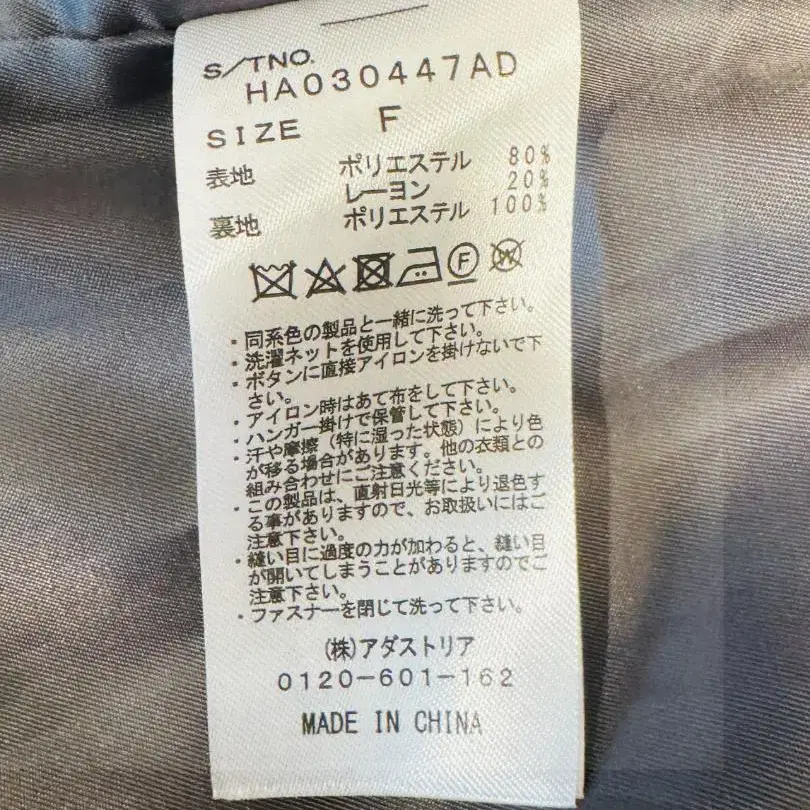 S/TNO.
HA030447AD
SIZE F
表地 ポリエステル 80%
レーヨン 20%
裏地 ポリエステル 100%
F W
・同系色の製品と一緒に洗って下さい。
・洗濯ネットを使用して下さい。
・ボタンに直接アイロンを掛けないで下
さい。
・アイロン時はあて布をして下さい。
・ハンガー掛けで保管して下さい。
・汗や摩擦（特に湿った状態）により色
が移る場合があります。他の衣類との
組み合わせにご注意ください。
・この製品は、直射日光等により退色す
る事がありますので、お取扱いにはご
注意下さい。
・縫い目に過度の力が加わると、縫い目
が開いてしまうことがありますのでご
注意下さい。
・ファスナーを閉じて洗って下さい。
(株)アダストリア
0120-601-162
MADE IN CHINA